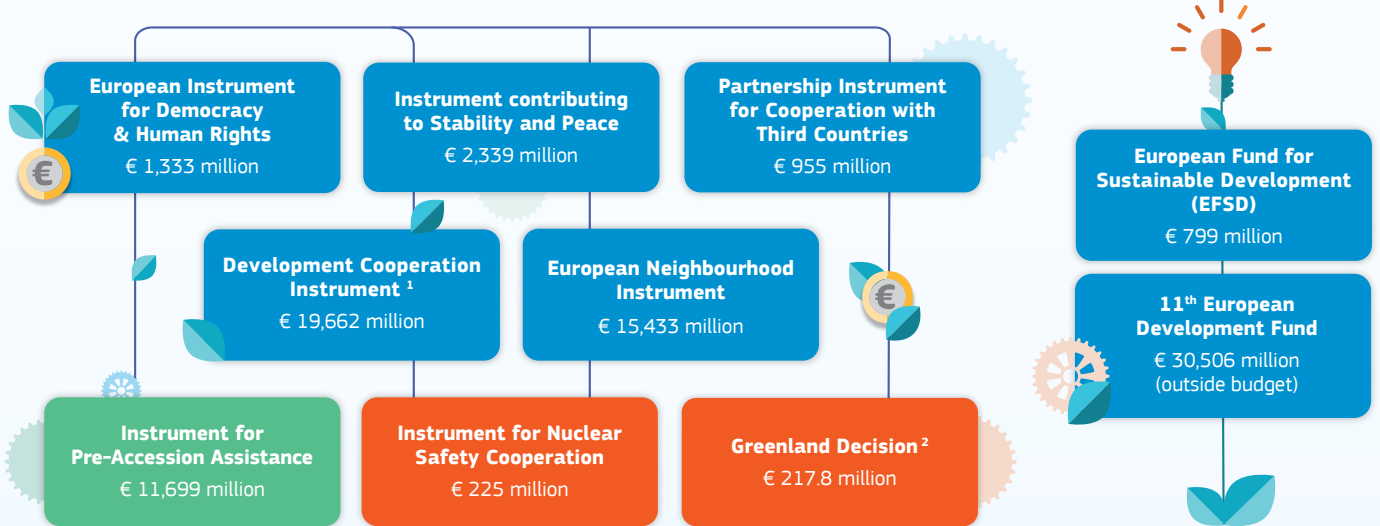 European Instrument
for Democracy
& Human Rights
€ 1,333 million
Instrument contributing
to Stability and Peace
€ 2,339 million
Partnership Instrument
for Cooperation with
Third Countries
€ 955 million
European Fund for
Sustainable Development
(EFSD)
€ 799 million
Development Cooperation
Instrument ¹
€ 19,662 million
European Neighbourhood
Instrument
€ 15,433 million
11th European
Development Fund
€ 30,506 million
(outside budget)
Instrument for
Pre-Accession Assistance
€ 11,699 million
Instrument for Nuclear
Safety Cooperation
€ 225 million
Greenland Decision ²
€ 217.8 million
€
€